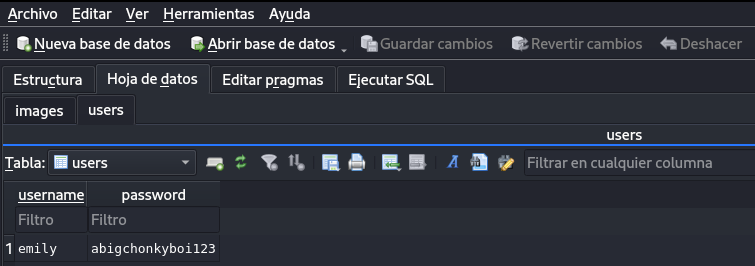 Archivo Editar Ver Herramientas Ayuda
Nueva base de datos Abrir base de datos Guardar cambios Revertir cambios Deshacer
Estructura Hoja de datos Editar pragmas Ejecutar SQL
images users
users
Tabla: users Filtrar en cualquier columna
username password
Filtro Filtro
1 emily abigchonkyboi123